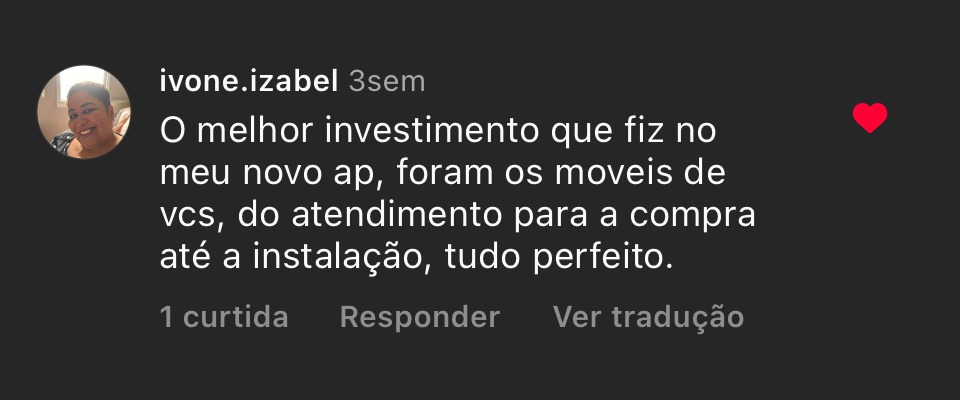 ivone.izabel 3sem
O melhor investimento que fiz no
meu novo ap, foram os moveis de
vcs, do atendimento para a compra
até a instalação, tudo perfeito.
1 curtida Responder Ver tradução